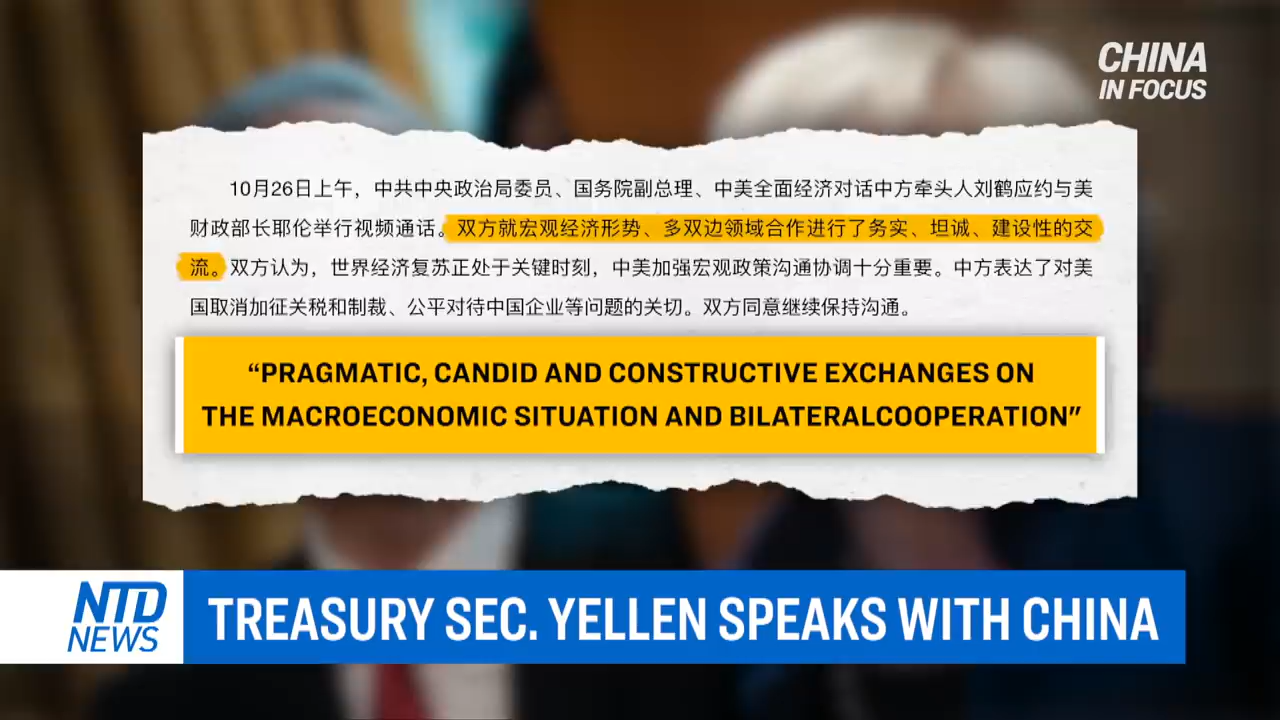 CHINA
IN FOCUS
10月26日上午，中共中央政治局委员、国务院副总理、中美全面经济对话中方牵头人刘鹤应约与美
财政部长耶伦举行视频通话。双方就宏观经济形势、多双边领域合作进行了务实、坦诚、建设性的交
流。双方认为，世界经济复苏正处于关键时刻，中美加强宏观政策沟通协调十分重要。中方表达了对美
国取消加征关税和制裁、公平对待中国企业等问题的关切。双方同意继续保持沟通。
“PRAGMATIC, CANDID AND CONSTRUCTIVE EXCHANGES ON
THE MACROECONOMIC SITUATION AND BILATERALCOOPERATION”
NTD
NEWS
TREASURY SEC. YELLEN SPEAKS WITH CHINA